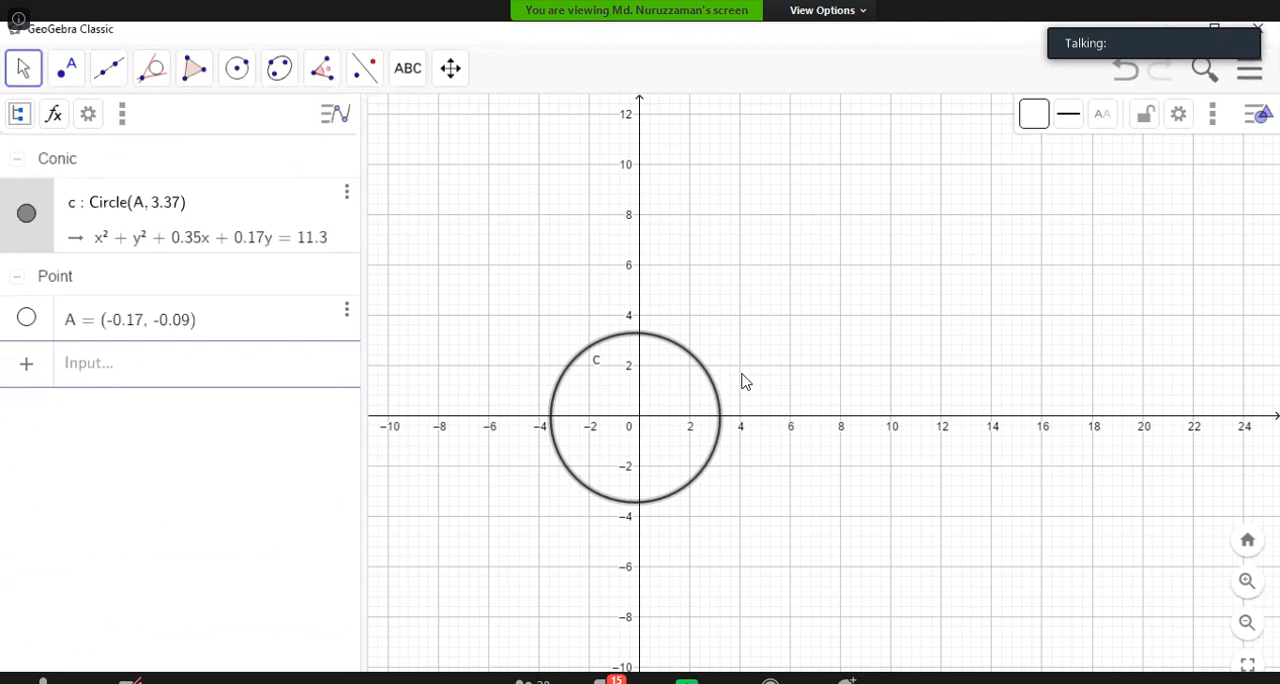 You are viewing Md. Nuruzzaman's screen View Options
GeoGebra Classic
Talking:
ABC
AA
Conic
c : Circle(A, 3.37)
→ x² + y² + 0.35x + 0.17y = 11.3
Point
A = (-0.17, -0.09)
Input...
c
12
10
8
6
4
2
−10 −8 −6 −4 −2 0 2 4 6 8 10 12 14 16 18 20 22 24
−2
−4
−6
−8
−10
15